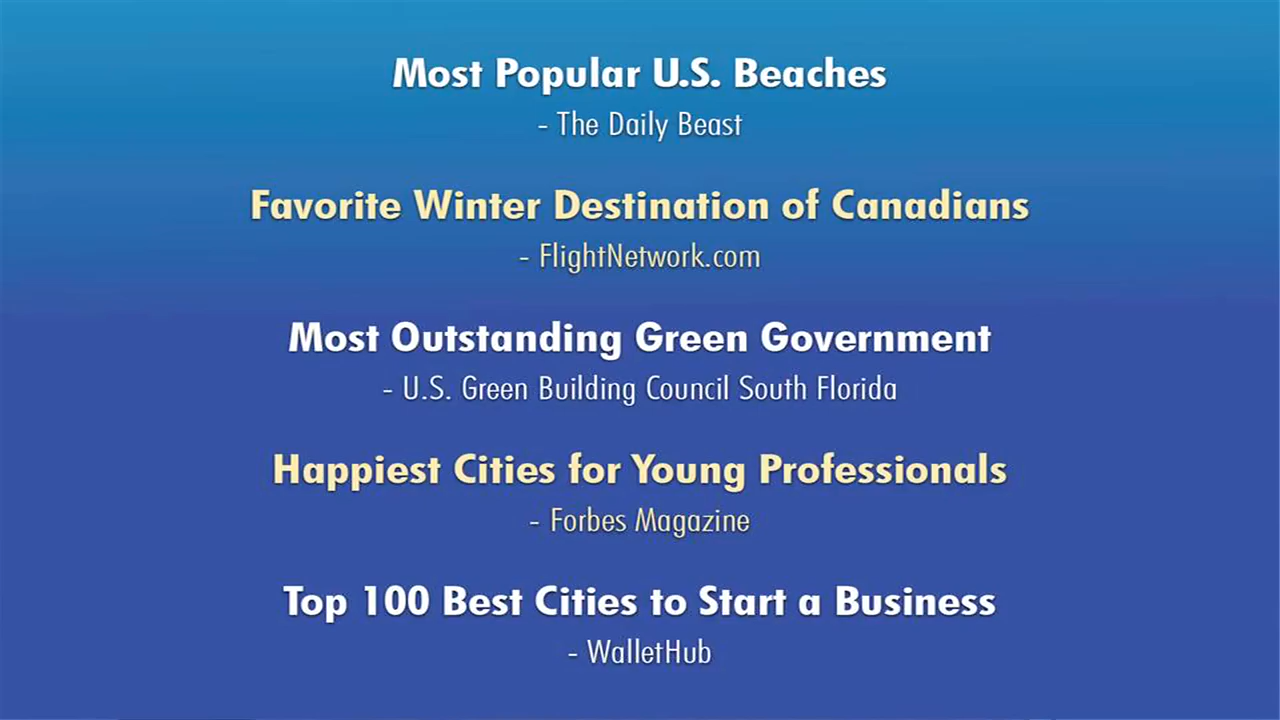 Most Popular U.S. Beaches
- The Daily Beast
Favorite Winter Destination of Canadians
- FlightNetwork.com
Most Outstanding Green Government
- U.S. Green Building Council South Florida
Happiest Cities for Young Professionals
- Forbes Magazine
Top 100 Best Cities to Start a Business
- WalletHub